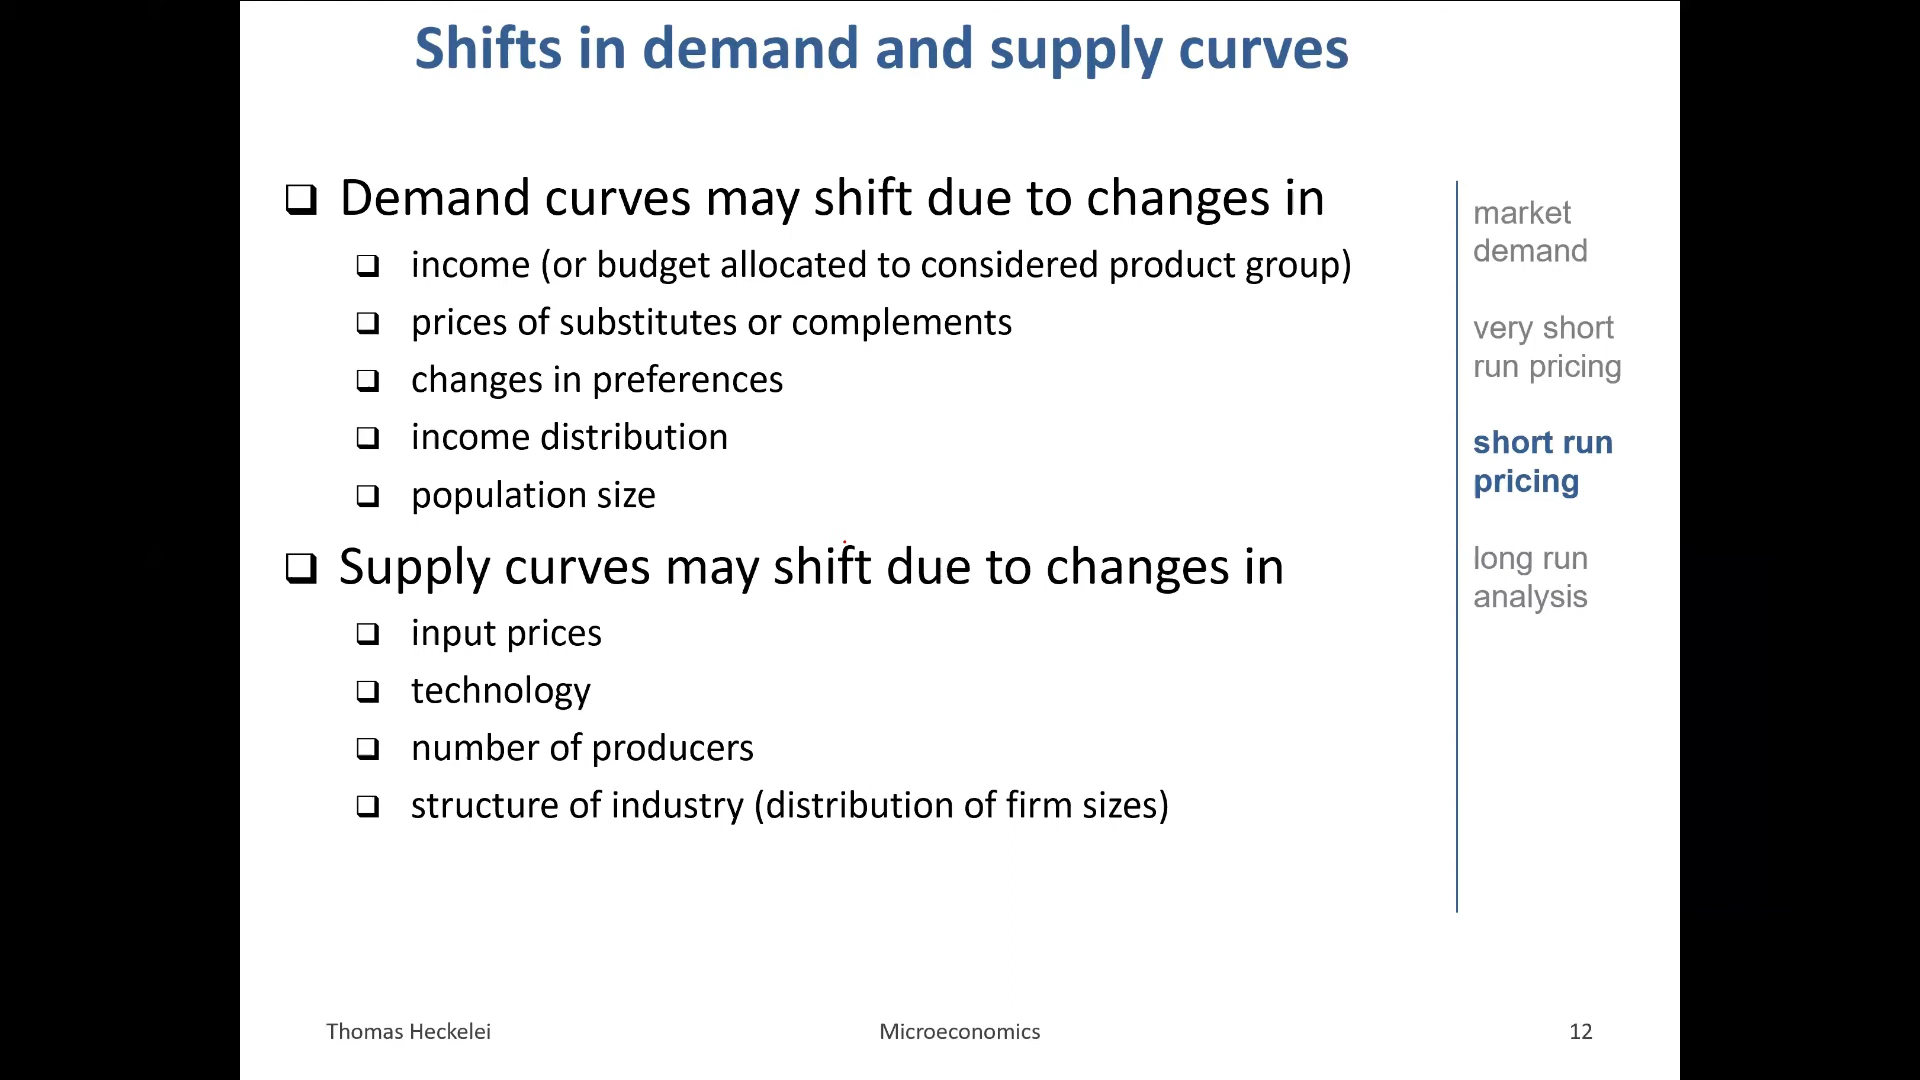 Shifts in demand and supply curves
Demand curves may shift due to changes in
income (or budget allocated to considered product group)
prices of substitutes or complements
changes in preferences
income distribution
population size
Supply curves may shift due to changes in
input prices
technology
number of producers
structure of industry (distribution of firm sizes)
market
demand
very short
run pricing
short run
pricing
long run
analysis
Thomas Heckelei
Microeconomics
12